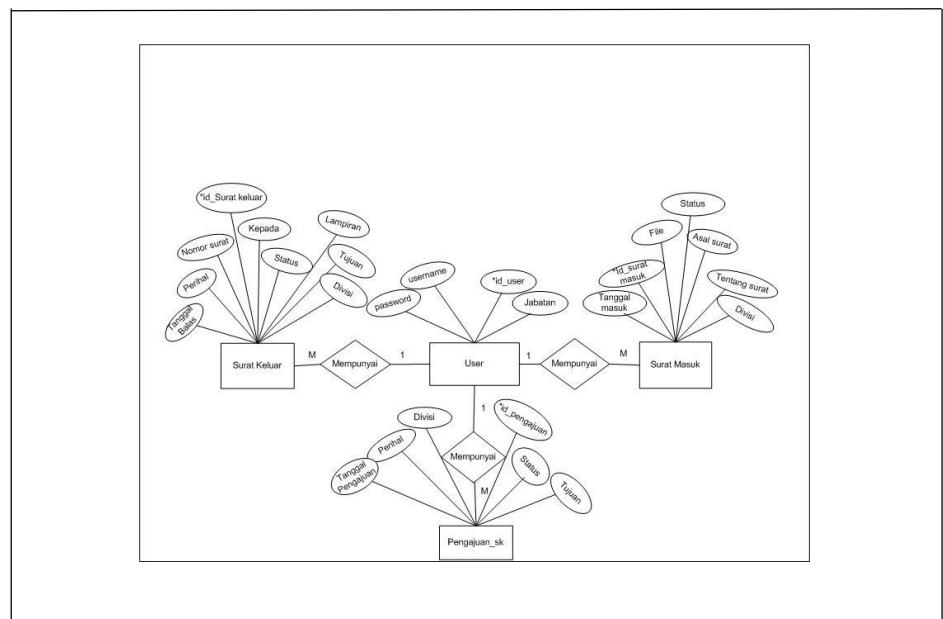 *id_Surat keluar
Nomor surat
Kepada
Lampiran
Perihal
Status
Tujuan
Tanggal
Balas
Divisi
password
username
*id_user
Jabatan
Status
File
Asal surat
*id_surat
masuk
Tentang surat
Tanggal
masuk
Divisi
Surat Keluar
M
Mempunyai
1
User
1
Mempunyai
M
Surat Masuk
1
Mempunyai
M
Tanggal
Pengajuan
Perihal
Divisi
*id_pengajuan
Status
Tujuan
Pengajuan_sk